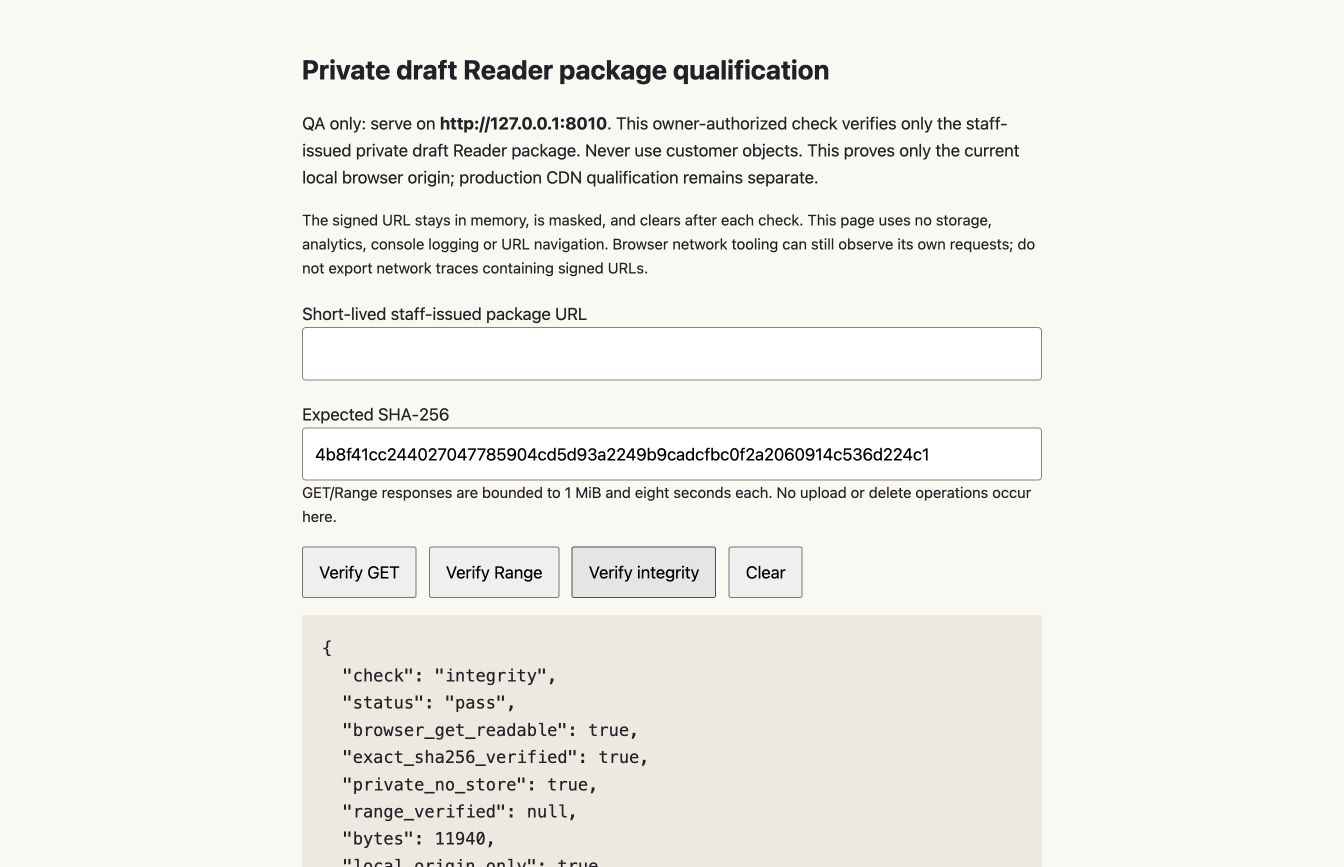 Private draft Reader package qualification
QA only: serve on http://127.0.0.1:8010. This owner-authorized check verifies only the staff-
issued private draft Reader package. Never use customer objects. This proves only the current
local browser origin; production CDN qualification remains separate.
The signed URL stays in memory, is masked, and clears after each check. This page uses no storage,
analytics, console logging or URL navigation. Browser network tooling can still observe its own requests; do
not export network traces containing signed URLs.
Short-lived staff-issued package URL
Expected SHA-256
4b8f41cc244027047785904cd5d93a2249b9cadcfbc0f2a2060914c536d224c1
GET/Range responses are bounded to 1 MiB and eight seconds each. No upload or delete operations occur
here.
Verify GET Verify Range Verify integrity Clear
{
"check": "integrity",
"status": "pass",
"browser_get_readable": true,
"exact_sha256_verified": true,
"private_no_store": true,
"range_verified": null,
"bytes": 11940,
"local_origin_only": true